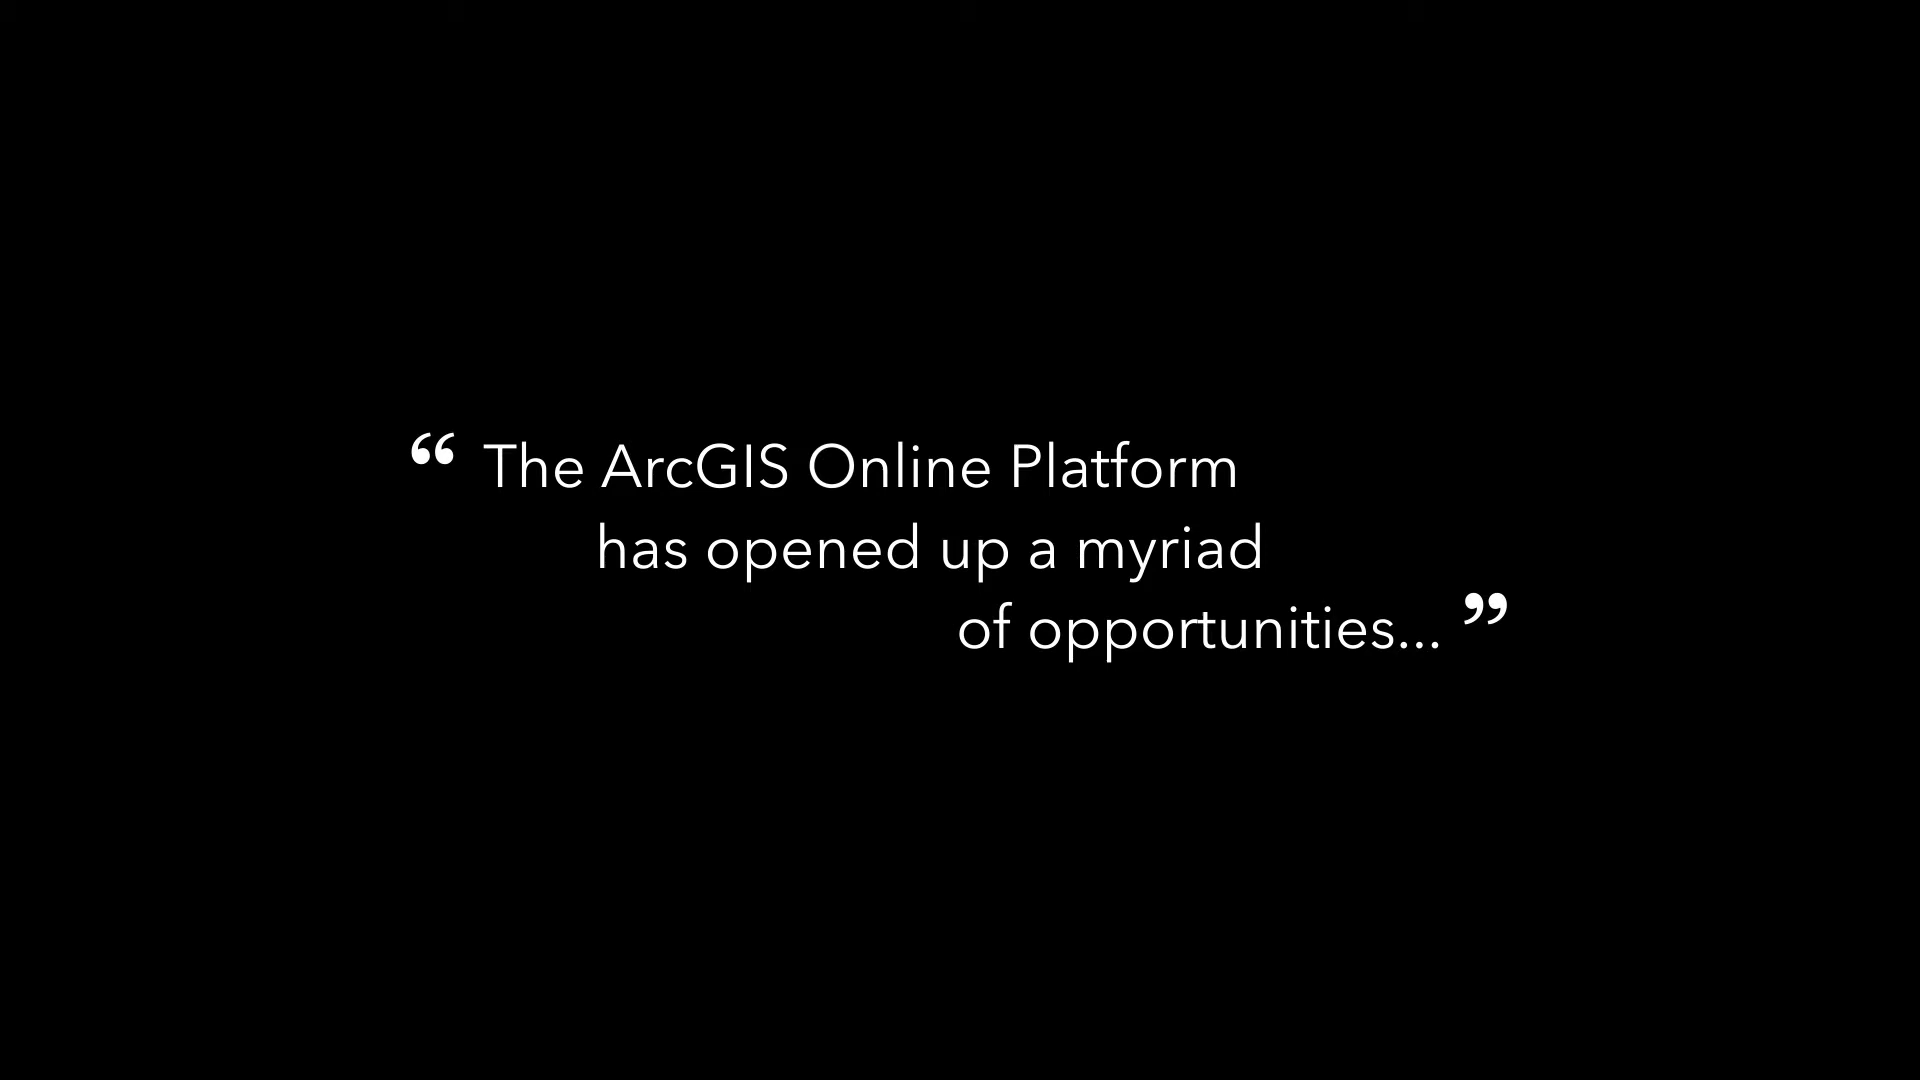 “ The ArcGIS Online Platform
has opened up a myriad
of opportunities... ”